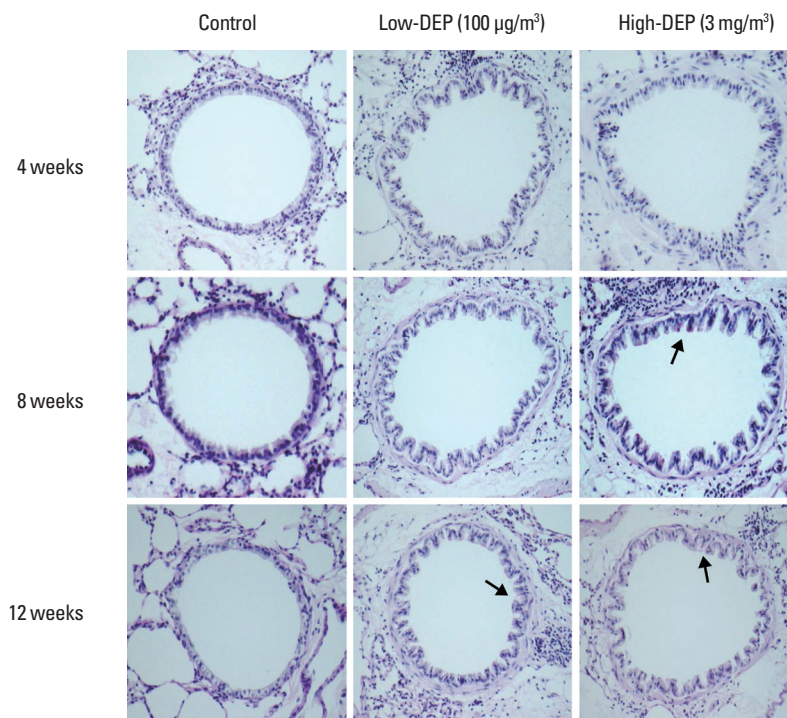 Control
Low-DEP (100 µg/m³)
High-DEP (3 mg/m³)
4 weeks
8 weeks
12 weeks